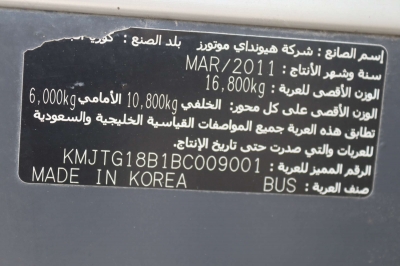 إسم الصانع : شركة هيونداي موتورز بلد الصنع : كوريا
سنة وشهر الأنتاج : MAR/2011
الوزن الأقصى للعربة : 16,800kg
الوزن الأقصى على كل محور: الخلفي 10,800kg الأمامي 6,000kg
تطابق هذه العربة جميع المواصفات القياسية الخليجية والسعودية
للعربات والتي صدرت حتى تاريخ الإنتاج.
الرقم المميز للعربة : KMJTG18B1BC009001
صنف العربة : BUS MADE IN KOREA